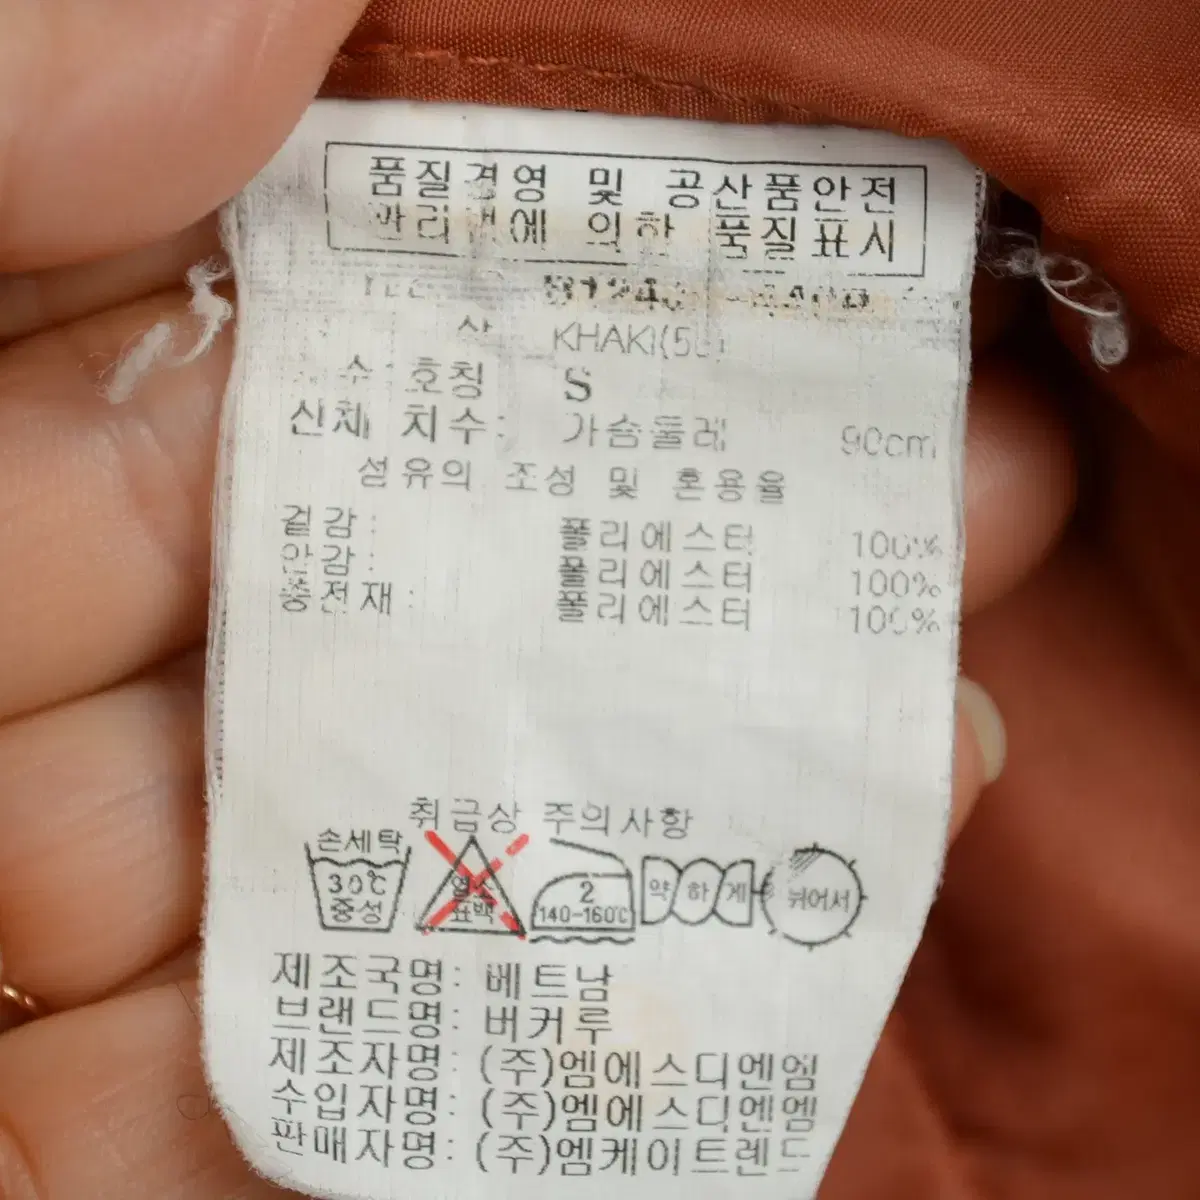 품질경영 및 공산품안전
관리법에 의한 품질표시
KHAKI
호칭 S
신체 치수: 가슴둘레 90cm
섬유의 조성 및 혼용율
겉감: 폴리에스터 100%
안감: 폴리에스터 100%
충전재: 폴리에스터 100%
취급상 주의사항
손세탁
30℃
중성
염소
표백
2
140-160℃
약하게
뉘어서
제조국명: 베트남
브랜드명: 버커루
제조자명: (주)엠에스디엔엠
수입자명: (주)엠에스디엔엠
판매자명: (주)엠케이트렌드